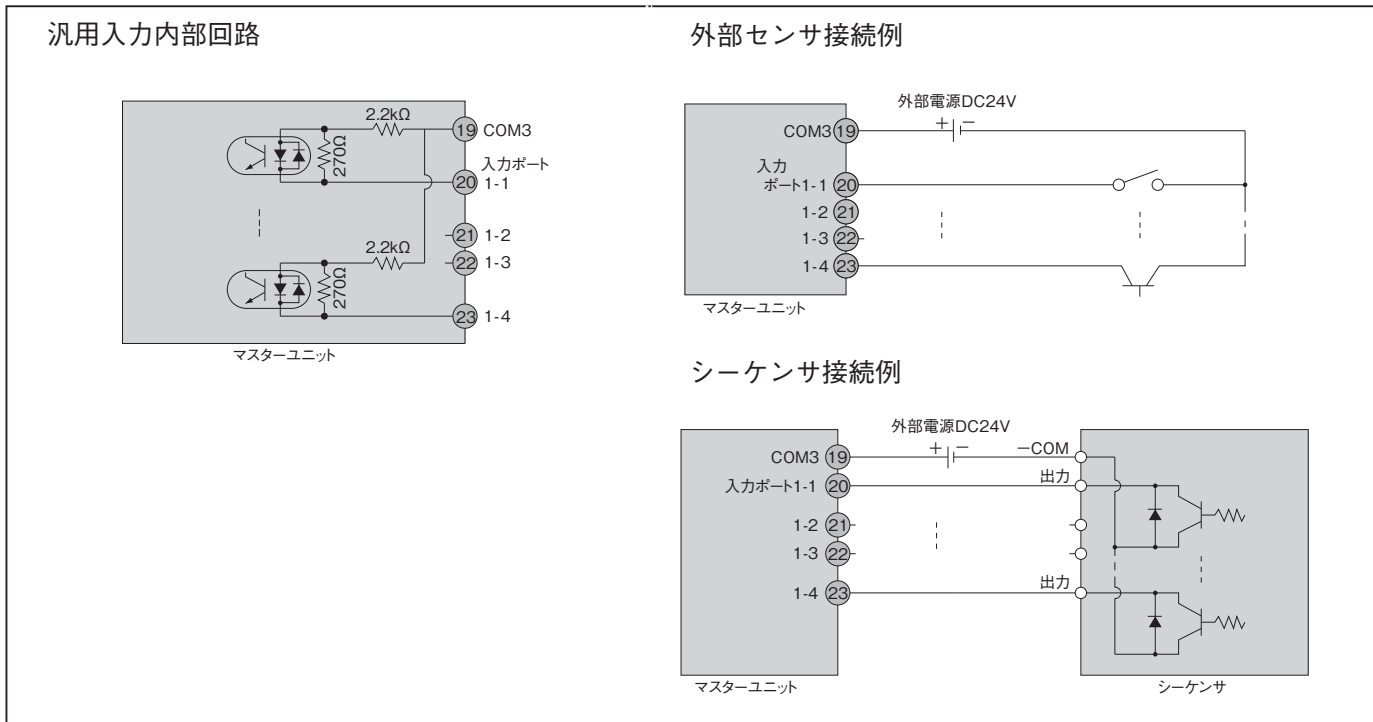 汎用入力内部回路
2.2kΩ
270Ω
19 COM3
入力ポート
20 1-1
21 1-2
2.2kΩ
22 1-3
270Ω
23 1-4
マスターユニット
外部センサ接続例
外部電源DC24V
+ −
COM3 19
入力
ポート1-1 20
1-2 21
1-3 22
1-4 23
マスターユニット
シーケンサ接続例
外部電源DC24V
+ −
−COM
COM3 19
出力
入力ポート1-1 20
1-2 21
1-3 22
出力
1-4 23
マスターユニット
シーケンサ